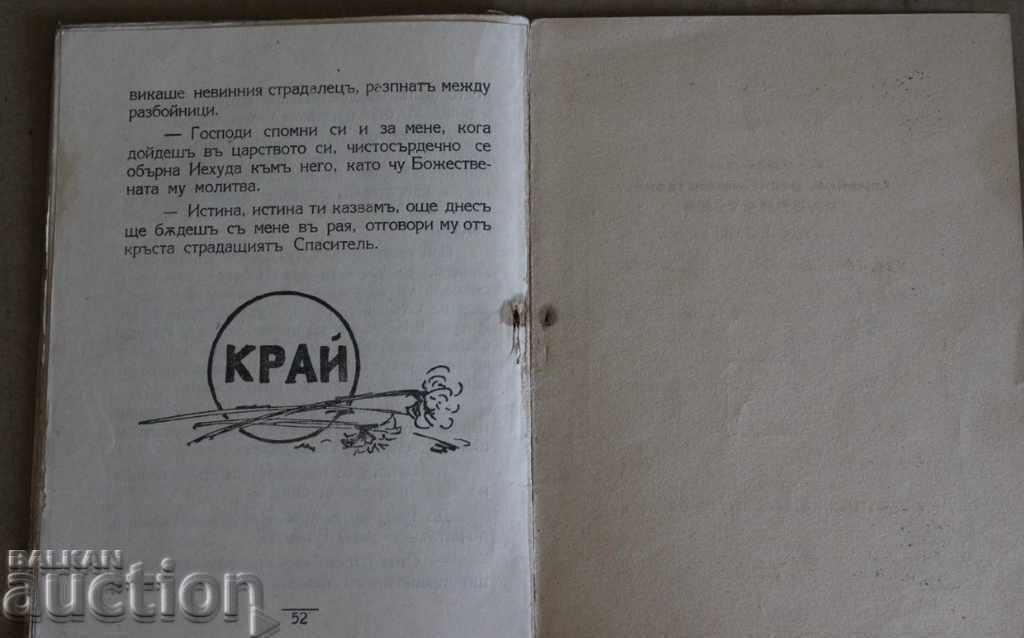 викаше невинния страдалецъ, разпнатъ между
разбойници.
— Господи спомни си и за мене, кога
дойдешъ въ царството си, чистосърдечно се
обърна Иехуда къмъ него, като чу Божестве-
ната му молитва.
— Истина, истина ти казвамъ, още днесъ
ще бѫдешъ съ мене въ рая, отговори му отъ
кръста страдащиятъ Спаситель.
КРАЙ
52
BALKAN
auction